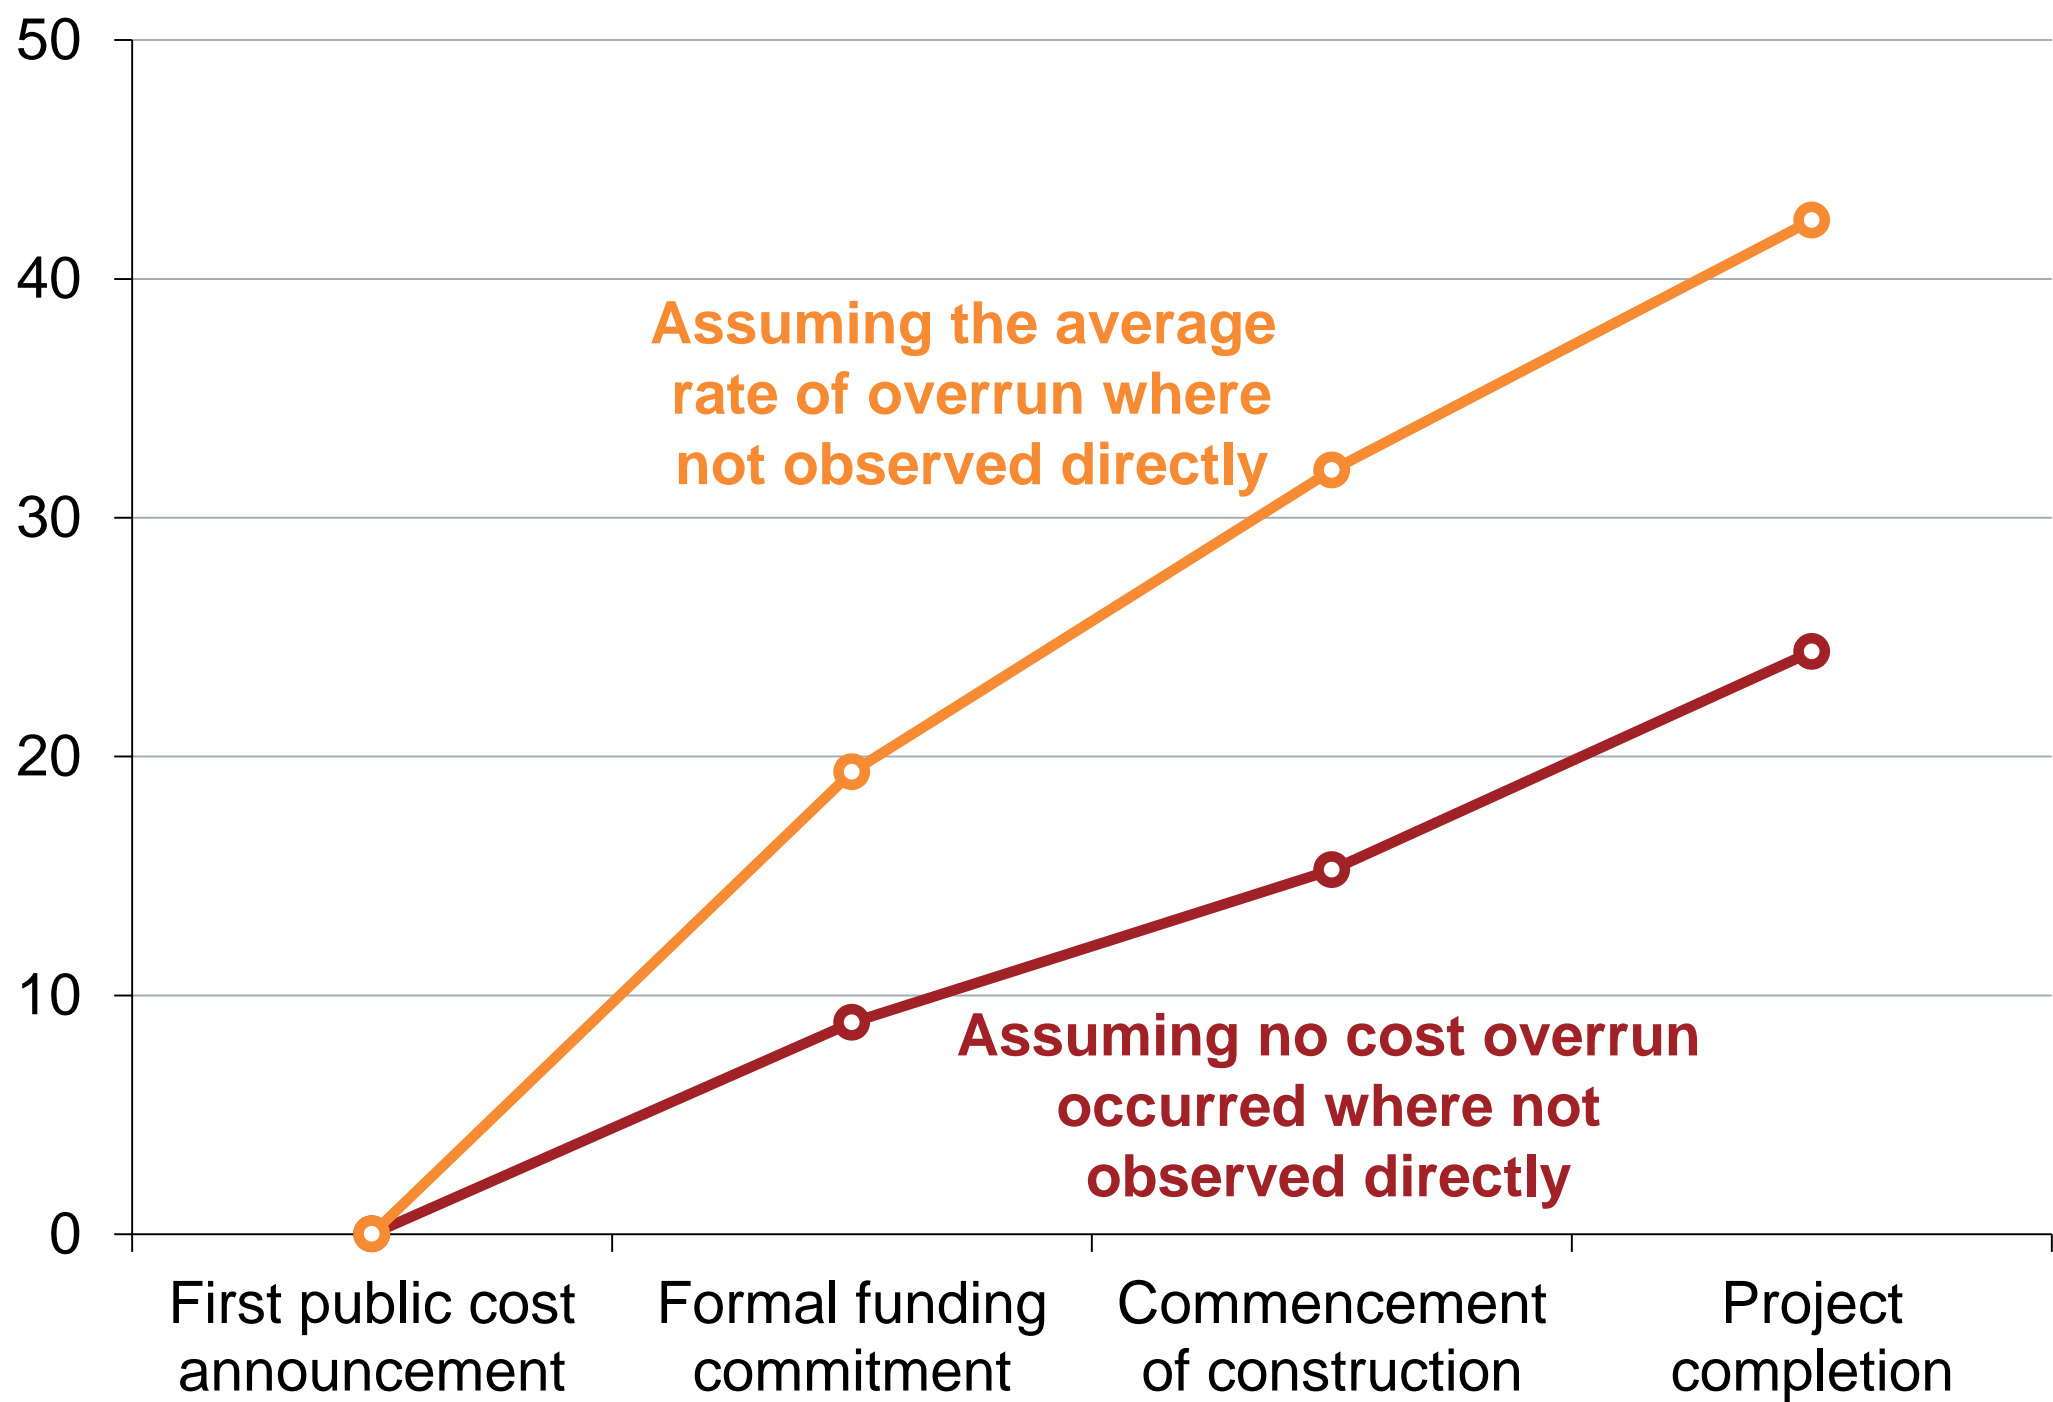 50
40
30
20
10
0
Assuming the average
rate of overrun where
not observed directly
Assuming no cost overrun
occurred where not
observed directly
First public cost
announcement
Formal funding
commitment
Commencement
of construction
Project
completion